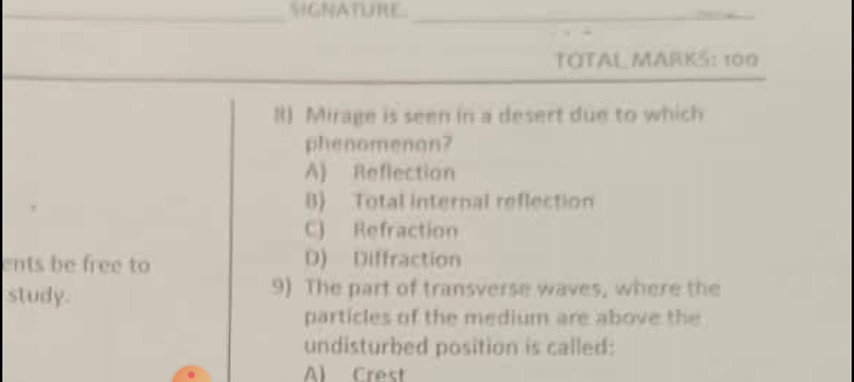 SIGNATURE.
TOTAL MARKS: 100
ents be free to
study.
8) Mirage is seen in a desert due to which
phenomenon?
A) Reflection
B) Total internal reflection
C) Refraction
D) Diffraction
9) The part of transverse waves, where the
particles of the medium are above the
undisturbed position is called:
A) Crest